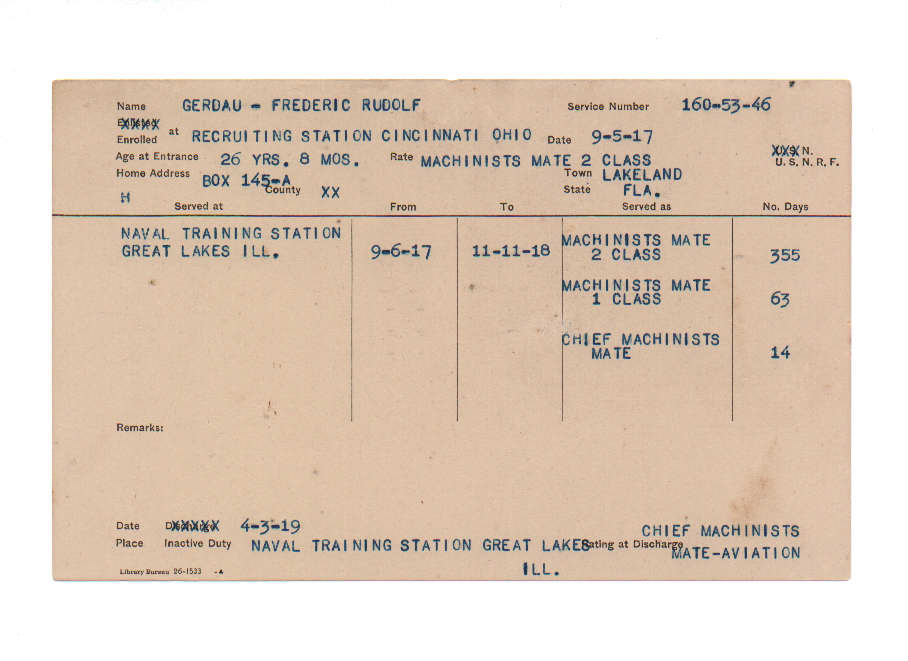 Name GERDAU - FREDERIC RUDOLF Service Number 160-53-46
Enrolled at RECRUITING STATION CINCINNATI OHIO Date 9-5-17
Age at Entrance 26 YRS. 8 MOS. Rate MACHINISTS MATE 2 CLASS U. S. N. R. F.
Home Address BOX 145-A County XX Town LAKELAND
H State FLA.
Served at From To Served as No. Days
NAVAL TRAINING STATION MACHINISTS MATE
GREAT LAKES ILL. 9-6-17 11-11-18 2 CLASS 355
MACHINISTS MATE
1 CLASS 63
CHIEF MACHINISTS
MATE 14
Remarks:
Date XXXXX 4-3-19 CHIEF MACHINISTS
Place Inactive Duty NAVAL TRAINING STATION GREAT LAKES Rating at Discharge MATE-AVIATION
ILL.
Library Bureau 26-1523 -A